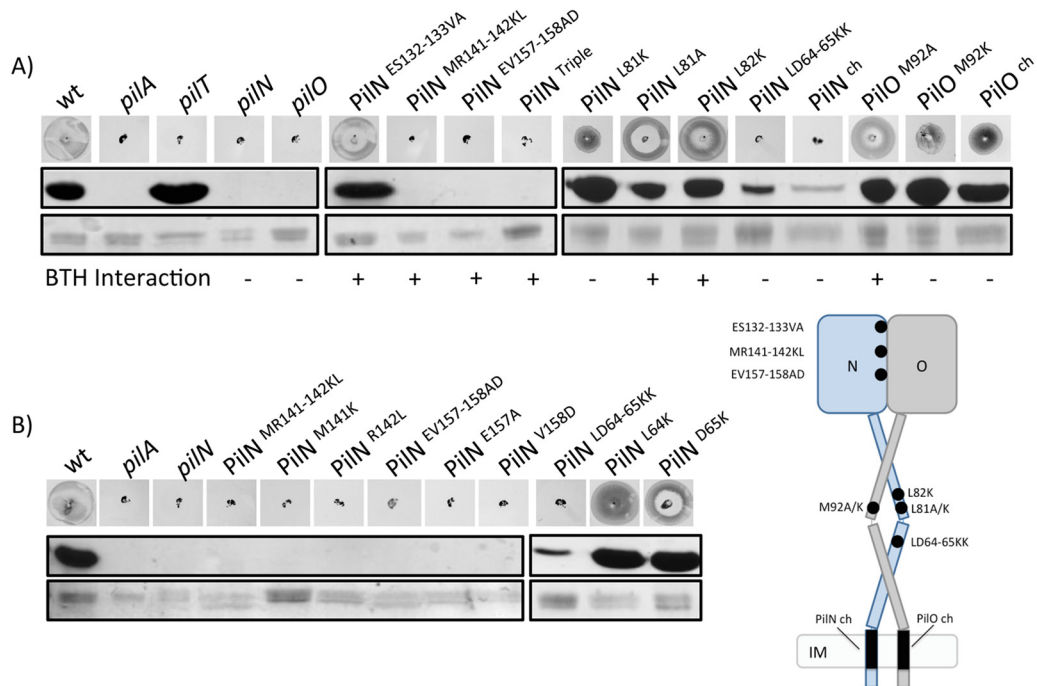 A)
wt pilA pilT pilN pilO PilN ES132-133VA PilN MR141-142KL PilN EV157-158AD PilN Triple PilN L81K PilN L81A PilN L82K PilN LD64-65KK PilN ch PilO M92A PilO M92K PilO ch
BTH Interaction - - + + + + - + + - - + - -
ES132-133VA
MR141-142KL
EV157-158AD
N O
B)
wt pilA pilN PilN MR141-142KL PilN M141K PilN R142L PilN EV157-158AD PilN E157A PilN V158D PilN LD64-65KK PilN L64K PilN D65K
L82K
M92A/K L81A/K
LD64-65KK
PilN ch PilO ch
IM